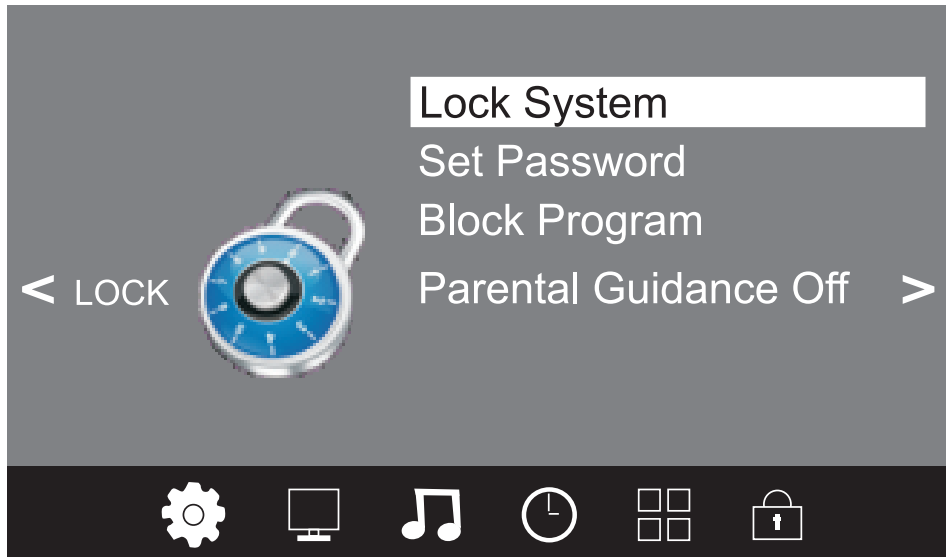 Lock System
Set Password
Block Program
< LOCK
Parental Guidance Off >